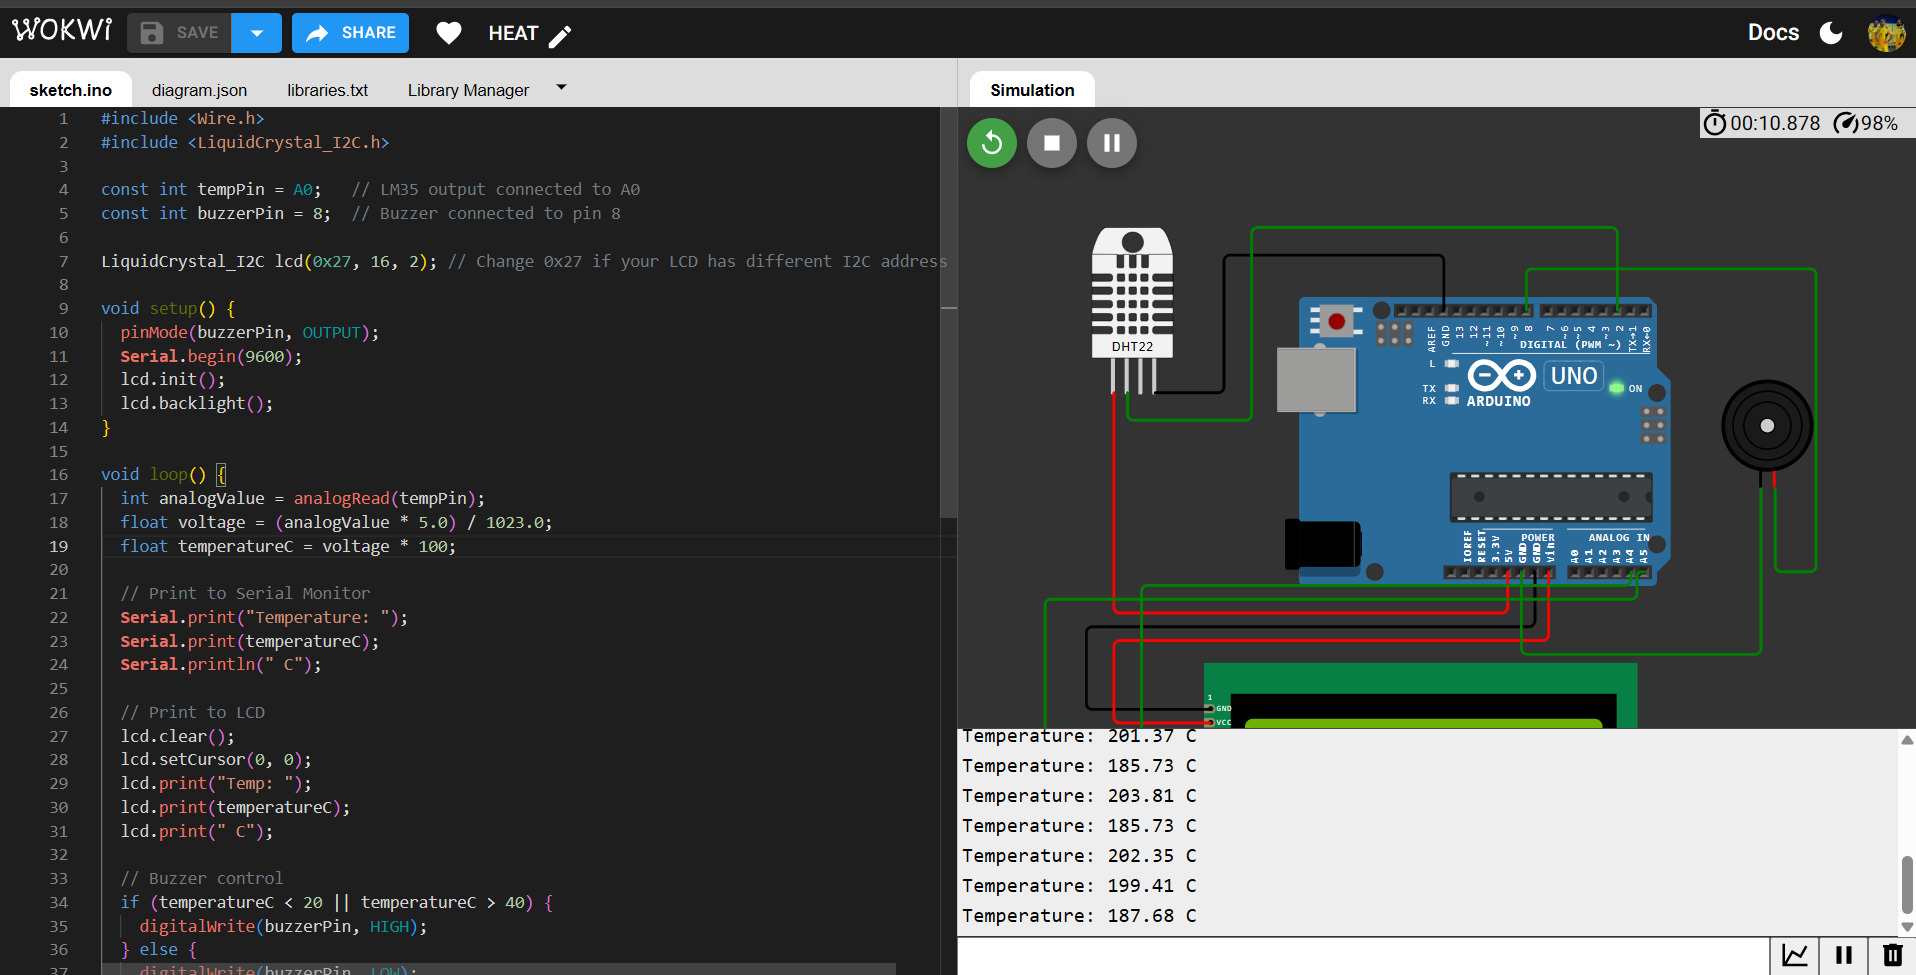 WOKWi SAVE SHARE HEAT Docs
sketch.ino diagram.json libraries.txt Library Manager
1 #include <Wire.h>
2 #include <LiquidCrystal_I2C.h>
3
4 const int tempPin = A0;   // LM35 output connected to A0
5 const int buzzerPin = 8;  // Buzzer connected to pin 8
6
7 LiquidCrystal_I2C lcd(0x27, 16, 2); // Change 0x27 if your LCD has different I2C address
8
9 void setup() {
10   pinMode(buzzerPin, OUTPUT);
11   Serial.begin(9600);
12   lcd.init();
13   lcd.backlight();
14 }
15
16 void loop() {
17   int analogValue = analogRead(tempPin);
18   float voltage = (analogValue * 5.0) / 1023.0;
19   float temperatureC = voltage * 100;
20
21   // Print to Serial Monitor
22   Serial.print("Temperature: ");
23   Serial.print(temperatureC);
24   Serial.println(" C");
25
26   // Print to LCD
27   lcd.clear();
28   lcd.setCursor(0, 0);
29   lcd.print("Temp: ");
30   lcd.print(temperatureC);
31   lcd.print(" C");
32
33   // Buzzer control
34   if (temperatureC < 20 || temperatureC > 40) {
35     digitalWrite(buzzerPin, HIGH);
36   } else {
37     digitalWrite(buzzerPin, LOW);
Simulation
00:10.878 98%
DHT22
AREF GND 13 12 ~11 ~10 ~9 8 7 ~6 ~5 4 ~3 2 TX→1 RX←0
DIGITAL (PWM ~)
L
TX
RX
UNO
ON
ARDUINO
POWER
ANALOG IN
IOREF RESET 3.3V 5V GND GND Vin A0 A1 A2 A3 A4 A5
1
GND
VCC
Temperature: 201.37 C
Temperature: 185.73 C
Temperature: 203.81 C
Temperature: 185.73 C
Temperature: 202.35 C
Temperature: 199.41 C
Temperature: 187.68 C